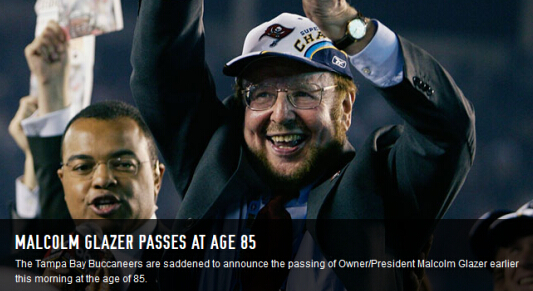 SUPER
CHA
MALCOLM GLAZER PASSES AT AGE 85
The Tampa Bay Buccaneers are saddened to announce the passing of Owner/President Malcolm Glazer earlier
this morning at the age of 85.